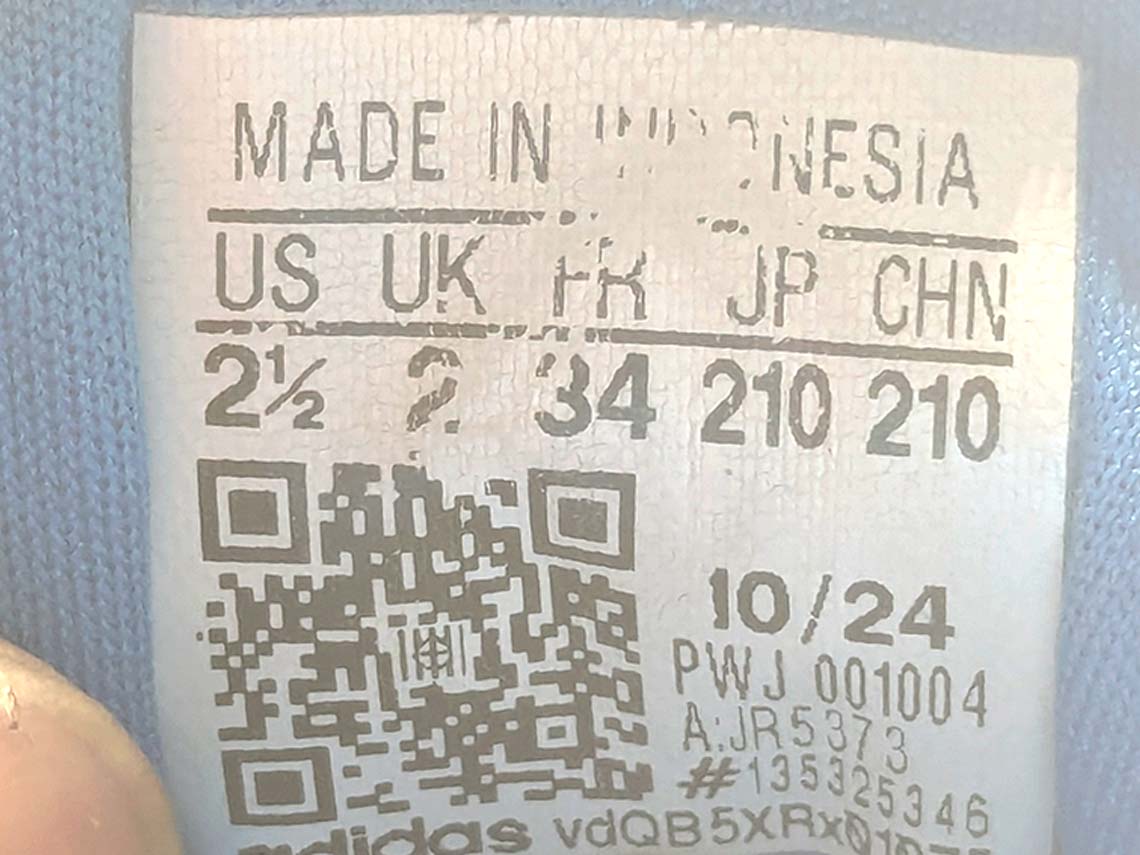 MADE IN INDONESIA
US UK FR JP CHN
2½ 2 34 210 210
10/24
PWJ 001004
A:JR5373
#135325346
adidas